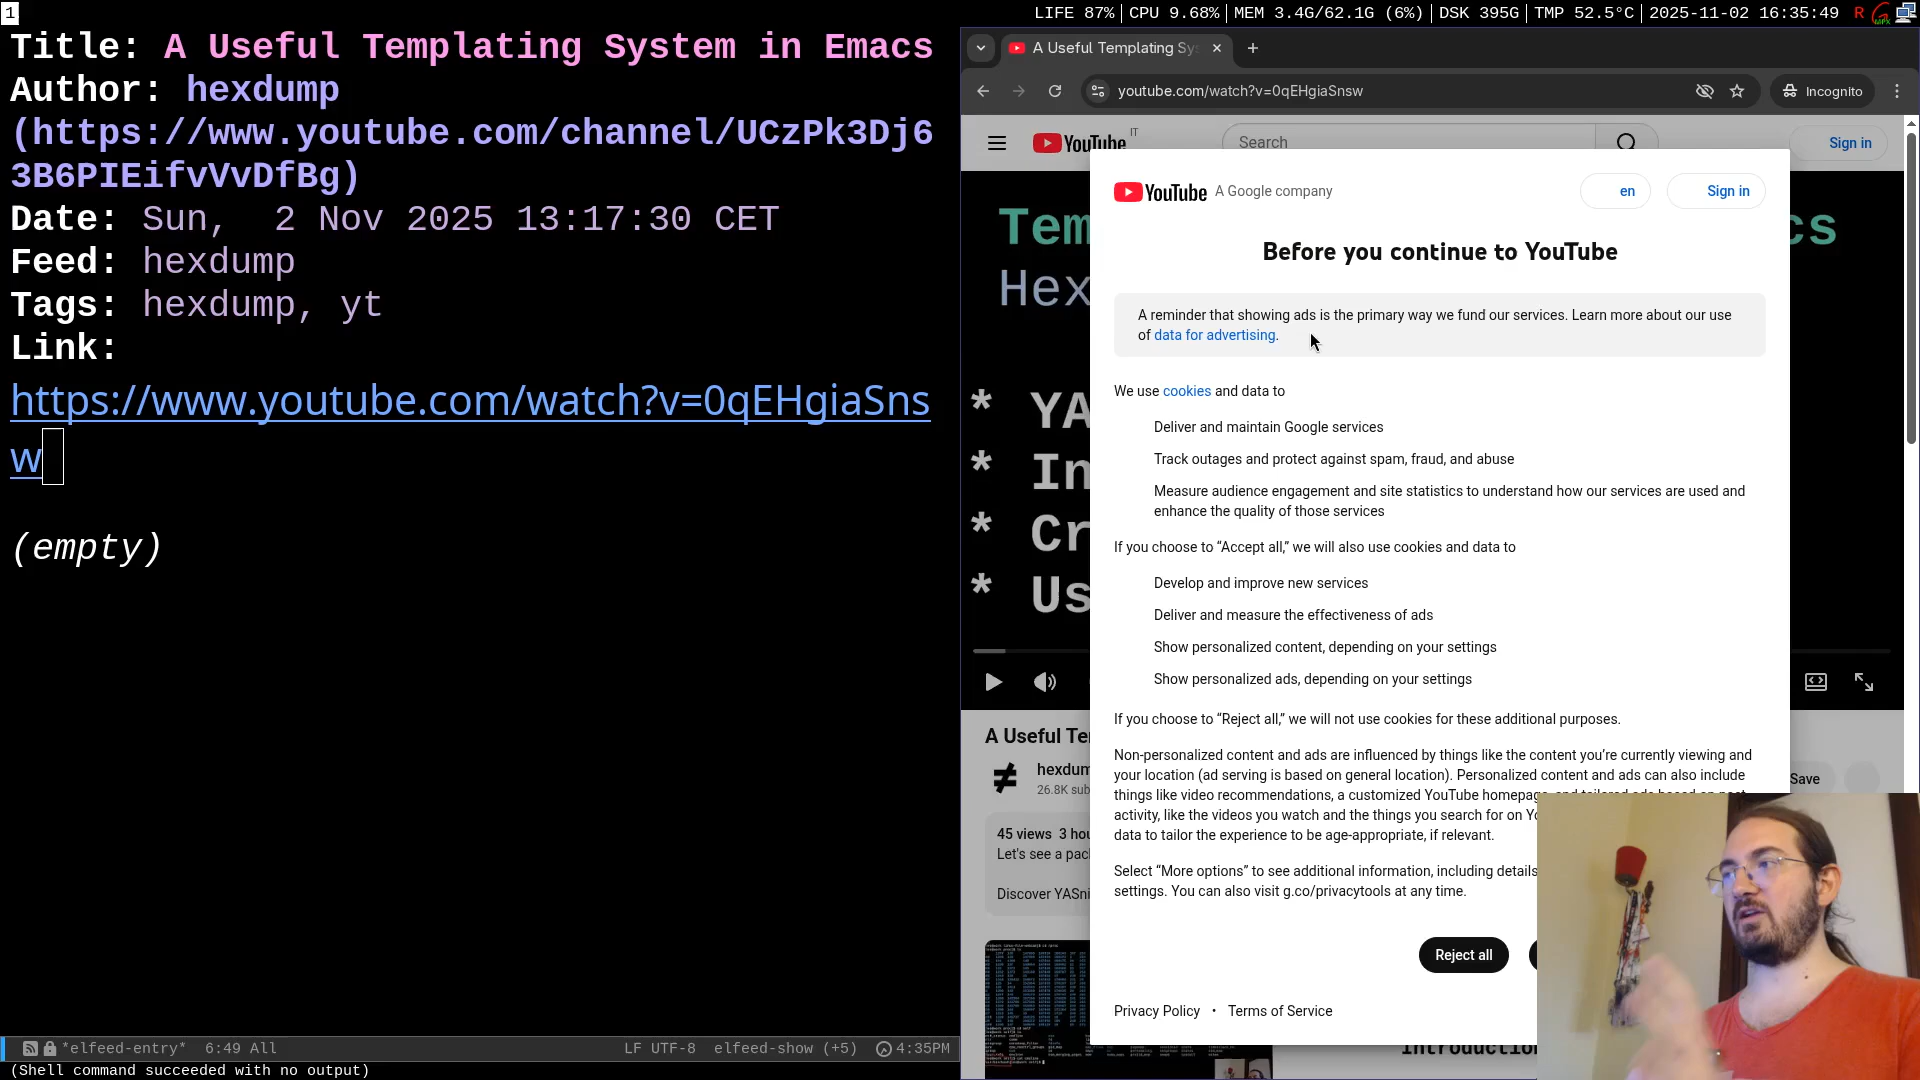 1
LIFE 87% | CPU 9.68% | MEM 3.4G/62.1G (6%) | DSK 395G | TMP 52.5°C | 2025-11-02 16:35:49 R
Title: A Useful Templating System in Emacs
Author: hexdump
(https://www.youtube.com/channel/UCzPk3Dj6
3B6PIEifvVvDfBg)
Date: Sun,  2 Nov 2025 13:17:30 CET
Feed: hexdump
Tags: hexdump, yt
Link:
https://www.youtube.com/watch?v=0qEHgiaSns
w
(empty)
*elfeed-entry* 6:49 All LF UTF-8 elfeed-show (+5) 4:35PM
(Shell command succeeded with no output)
A Useful Templating Sy
youtube.com/watch?v=0qEHgiaSnsw
Incognito
YouTube IT
Search
Sign in
Tem
cs
Hex
* YA
* In
* Cr
* Us
YouTube A Google company
en
Sign in
Before you continue to YouTube
A reminder that showing ads is the primary way we fund our services. Learn more about our use
of data for advertising.
We use cookies and data to
Deliver and maintain Google services
Track outages and protect against spam, fraud, and abuse
Measure audience engagement and site statistics to understand how our services are used and
enhance the quality of those services
If you choose to “Accept all,” we will also use cookies and data to
Develop and improve new services
Deliver and measure the effectiveness of ads
Show personalized content, depending on your settings
Show personalized ads, depending on your settings
If you choose to “Reject all,” we will not use cookies for these additional purposes.
Non-personalized content and ads are influenced by things like the content you’re currently viewing and
your location (ad serving is based on general location). Personalized content and ads can also include
things like video recommendations, a customized YouTube homepage,
activity, like the videos you watch and the things you search for on Yo
data to tailor the experience to be age-appropriate, if relevant.
Select “More options” to see additional information, including details
settings. You can also visit g.co/privacytools at any time.
Reject all
Privacy Policy • Terms of Service
A Useful Te
hexdum
26.8K sub
Save
45 views 3 hou
Let's see a pac
Discover YASni
Introduction